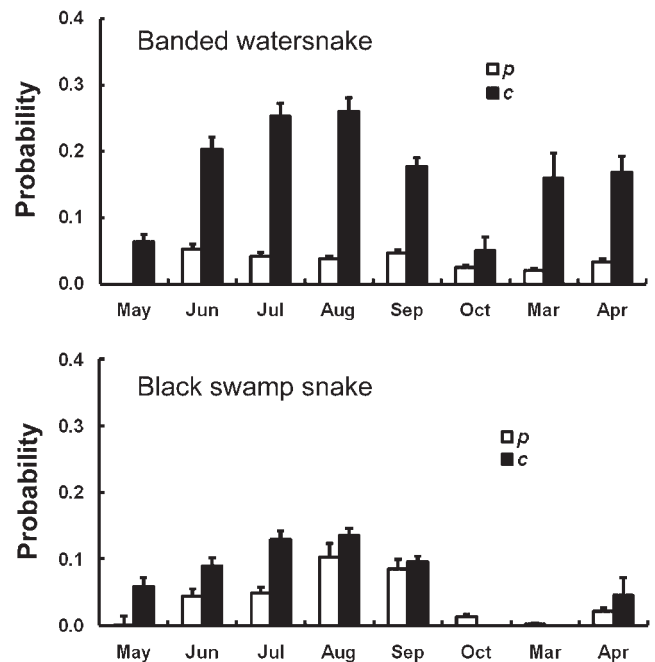 0.4
Banded watersnake
p
c
0.3
0.2
0.1
0.0
Probability
May Jun Jul Aug Sep Oct Mar Apr
0.4
Black swamp snake
0.3
p
c
0.2
0.1
0.0
Probability
May Jun Jul Aug Sep Oct Mar Apr